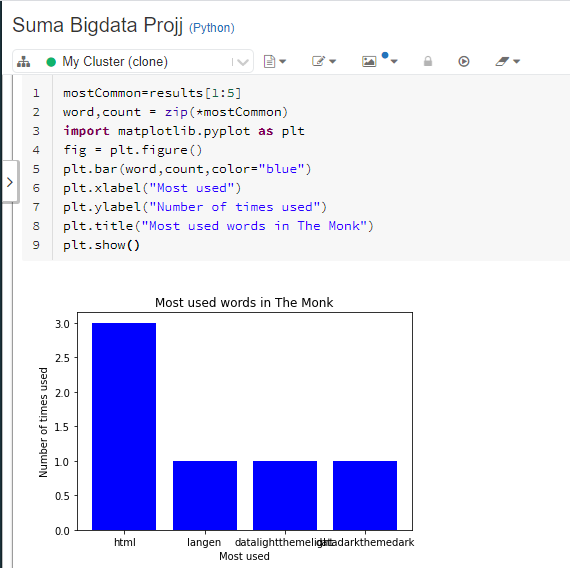 Suma Bigdata Projj (Python)
My Cluster (clone)
1 mostCommon=results[1:5]
2 word,count = zip(*mostCommon)
3 import matplotlib.pyplot as plt
4 fig = plt.figure()
5 plt.bar(word,count,color="blue")
6 plt.xlabel("Most used")
7 plt.ylabel("Number of times used")
8 plt.title("Most used words in The Monk")
9 plt.show()
Most used words in The Monk
Number of times used
3.0
2.5
2.0
1.5
1.0
0.5
0.0
html langen datalightthemelight datadarkthemedark
Most used